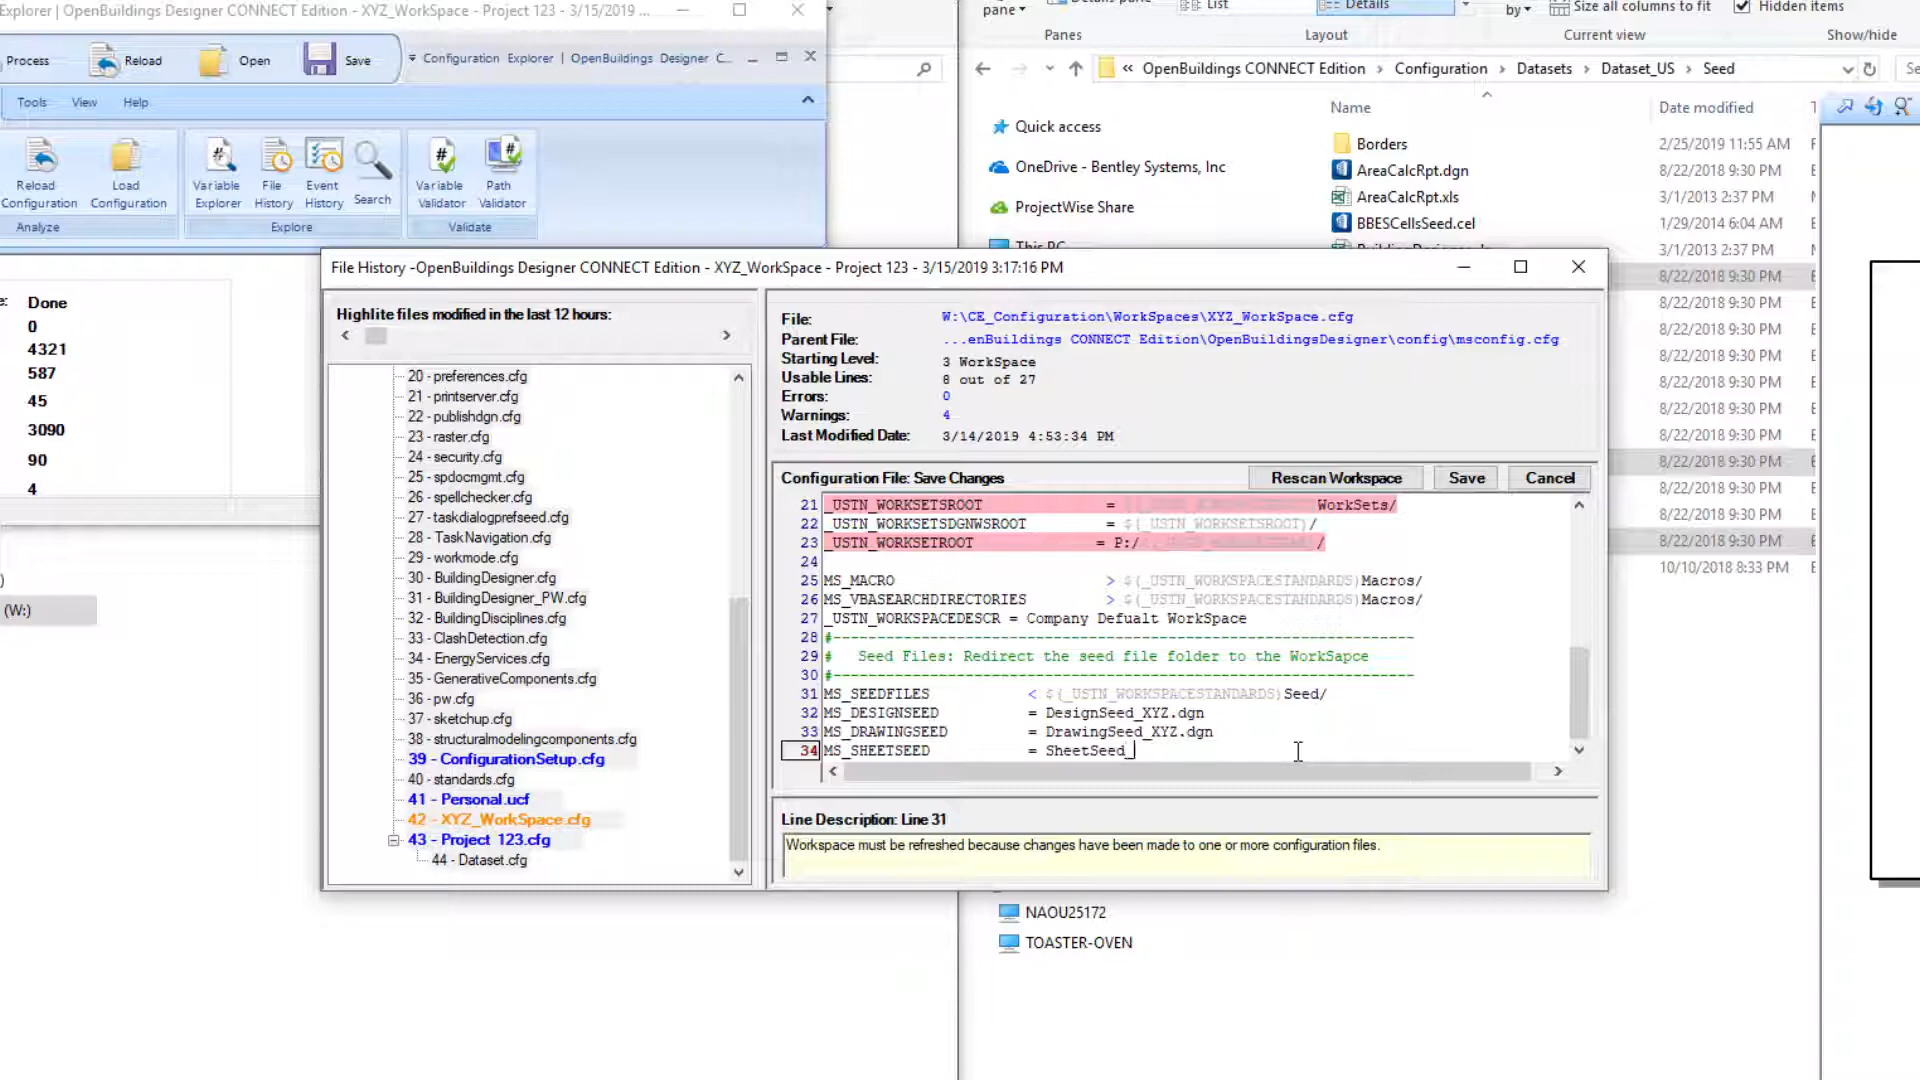 Explorer | OpenBuildings Designer CONNECT Edition - XYZ_WorkSpace - Project 123 - 3/15/2019 ...
Process
Reload
Open
Save
Configuration Explorer | OpenBuildings Designer C...
Tools
View
Help
Reload Configuration
Load Configuration
Variable Explorer
File History
Event History
Search
Variable Validator
Path Validator
Analyze
Explore
Validate
Done
0
4321
587
45
3090
90
4
(W:)
pane
List
Details
by
Size all columns to fit
Hidden items
Panes
Layout
Current view
Show/hide
« OpenBuildings CONNECT Edition > Configuration > Datasets > Dataset_US > Seed
Name
Date modified
Quick access
OneDrive - Bentley Systems, Inc
ProjectWise Share
This PC
Borders
2/25/2019 11:55 AM
AreaCalcRpt.dgn
8/22/2018 9:30 PM
AreaCalcRpt.xls
3/1/2013 2:37 PM
BBESCellsSeed.cel
1/29/2014 6:04 AM
3/1/2013 2:37 PM
8/22/2018 9:30 PM
8/22/2018 9:30 PM
8/22/2018 9:30 PM
8/22/2018 9:30 PM
8/22/2018 9:30 PM
8/22/2018 9:30 PM
8/22/2018 9:30 PM
8/22/2018 9:30 PM
8/22/2018 9:30 PM
8/22/2018 9:30 PM
8/22/2018 9:30 PM
10/10/2018 8:33 PM
NAOU25172
TOASTER-OVEN
File History -OpenBuildings Designer CONNECT Edition - XYZ_WorkSpace - Project 123 - 3/15/2019 3:17:16 PM
Highlite files modified in the last 12 hours:
20 - preferences.cfg
21 - printserver.cfg
22 - publishdgn.cfg
23 - raster.cfg
24 - security.cfg
25 - spdocmgmt.cfg
26 - spellchecker.cfg
27 - taskdialogprefseed.cfg
28 - TaskNavigation.cfg
29 - workmode.cfg
30 - BuildingDesigner.cfg
31 - BuildingDesigner_PW.cfg
32 - BuildingDisciplines.cfg
33 - ClashDetection.cfg
34 - EnergyServices.cfg
35 - GenerativeComponents.cfg
36 - pw.cfg
37 - sketchup.cfg
38 - structuralmodelingcomponents.cfg
39 - ConfigurationSetup.cfg
40 - standards.cfg
41 - Personal.ucf
42 - XYZ_WorkSpace.cfg
43 - Project 123.cfg
44 - Dataset.cfg
File: W:\CE_Configuration\WorkSpaces\XYZ_WorkSpace.cfg
Parent File: ...enBuildings CONNECT Edition\OpenBuildingsDesigner\config\msconfig.cfg
Starting Level: 3 WorkSpace
Usable Lines: 8 out of 27
Errors: 0
Warnings: 4
Last Modified Date: 3/14/2019 4:53:34 PM
Configuration File: Save Changes
Rescan Workspace
Save
Cancel
21 _USTN_WORKSETSROOT = WorkSets/
22 _USTN_WORKSETSDGNWSROOT = $(_USTN_WORKSETSROOT)/
23 _USTN_WORKSETROOT = P:/ /
24
25 MS_MACRO > $(_USTN_WORKSPACESTANDARDS)Macros/
26 MS_VBASEARCHDIRECTORIES > $(_USTN_WORKSPACESTANDARDS)Macros/
27 _USTN_WORKSPACEDESCR = Company Defualt WorkSpace
28 #----------------------------------------------------------------
29 # Seed Files: Redirect the seed file folder to the WorkSapce
30 #----------------------------------------------------------------
31 MS_SEEDFILES < $(_USTN_WORKSPACESTANDARDS)Seed/
32 MS_DESIGNSEED = DesignSeed_XYZ.dgn
33 MS_DRAWINGSEED = DrawingSeed_XYZ.dgn
34 MS_SHEETSEED = SheetSeed_
Line Description: Line 31
Workspace must be refreshed because changes have been made to one or more configuration files.